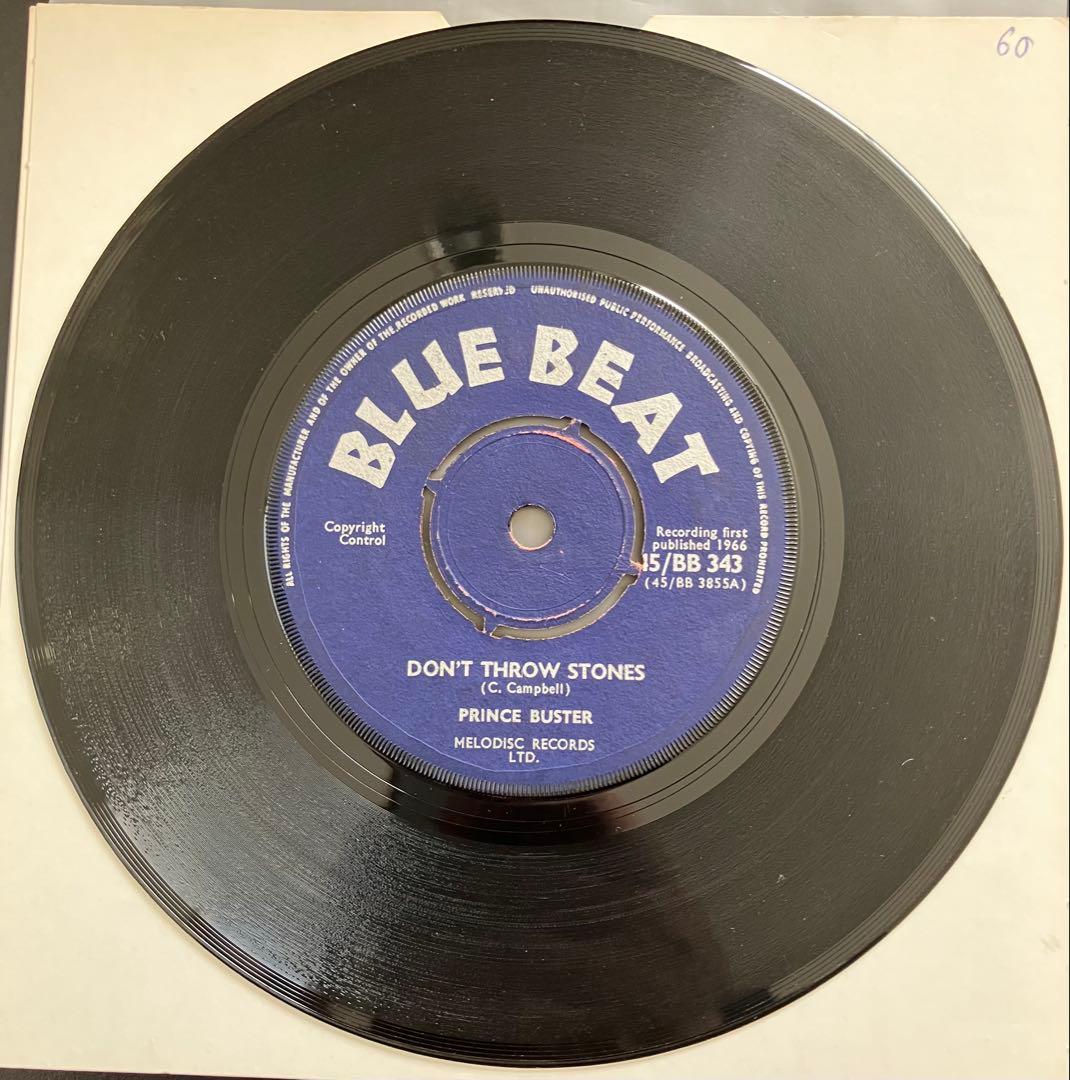 60
ALL RIGHTS OF THE MANUFACTURER AND OF THE OWNER OF THE RECORDED WORK RESERVED UNAUTHORISED PUBLIC PERFORMANCE BROADCASTING AND COPYING OF THIS RECORD PROHIBITED
BLUE BEAT
Copyright
Control
Recording first
published 1966
45/BB 343
(45/BB 3855A)
DON'T THROW STONES
(C. Campbell)
PRINCE BUSTER
MELODISC RECORDS
LTD.